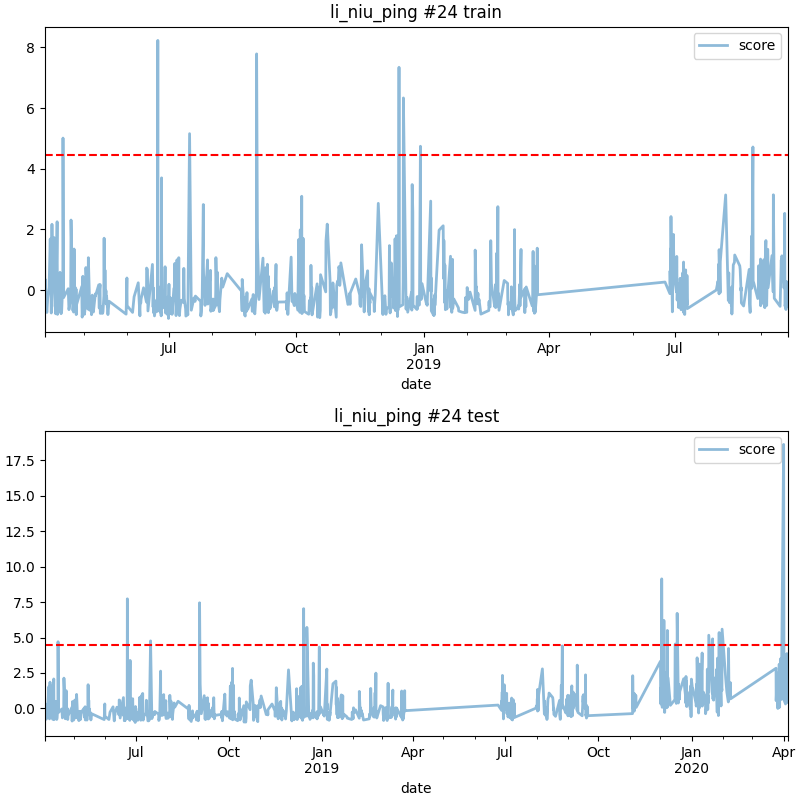 li_niu_ping #24 train
score
8
6
4
2
0
Jul Oct Jan Apr Jul
2019
date
li_niu_ping #24 test
score
17.5
15.0
12.5
10.0
7.5
5.0
2.5
0.0
Jul Oct Jan Apr Jul Oct Jan Apr
2019 2020
date